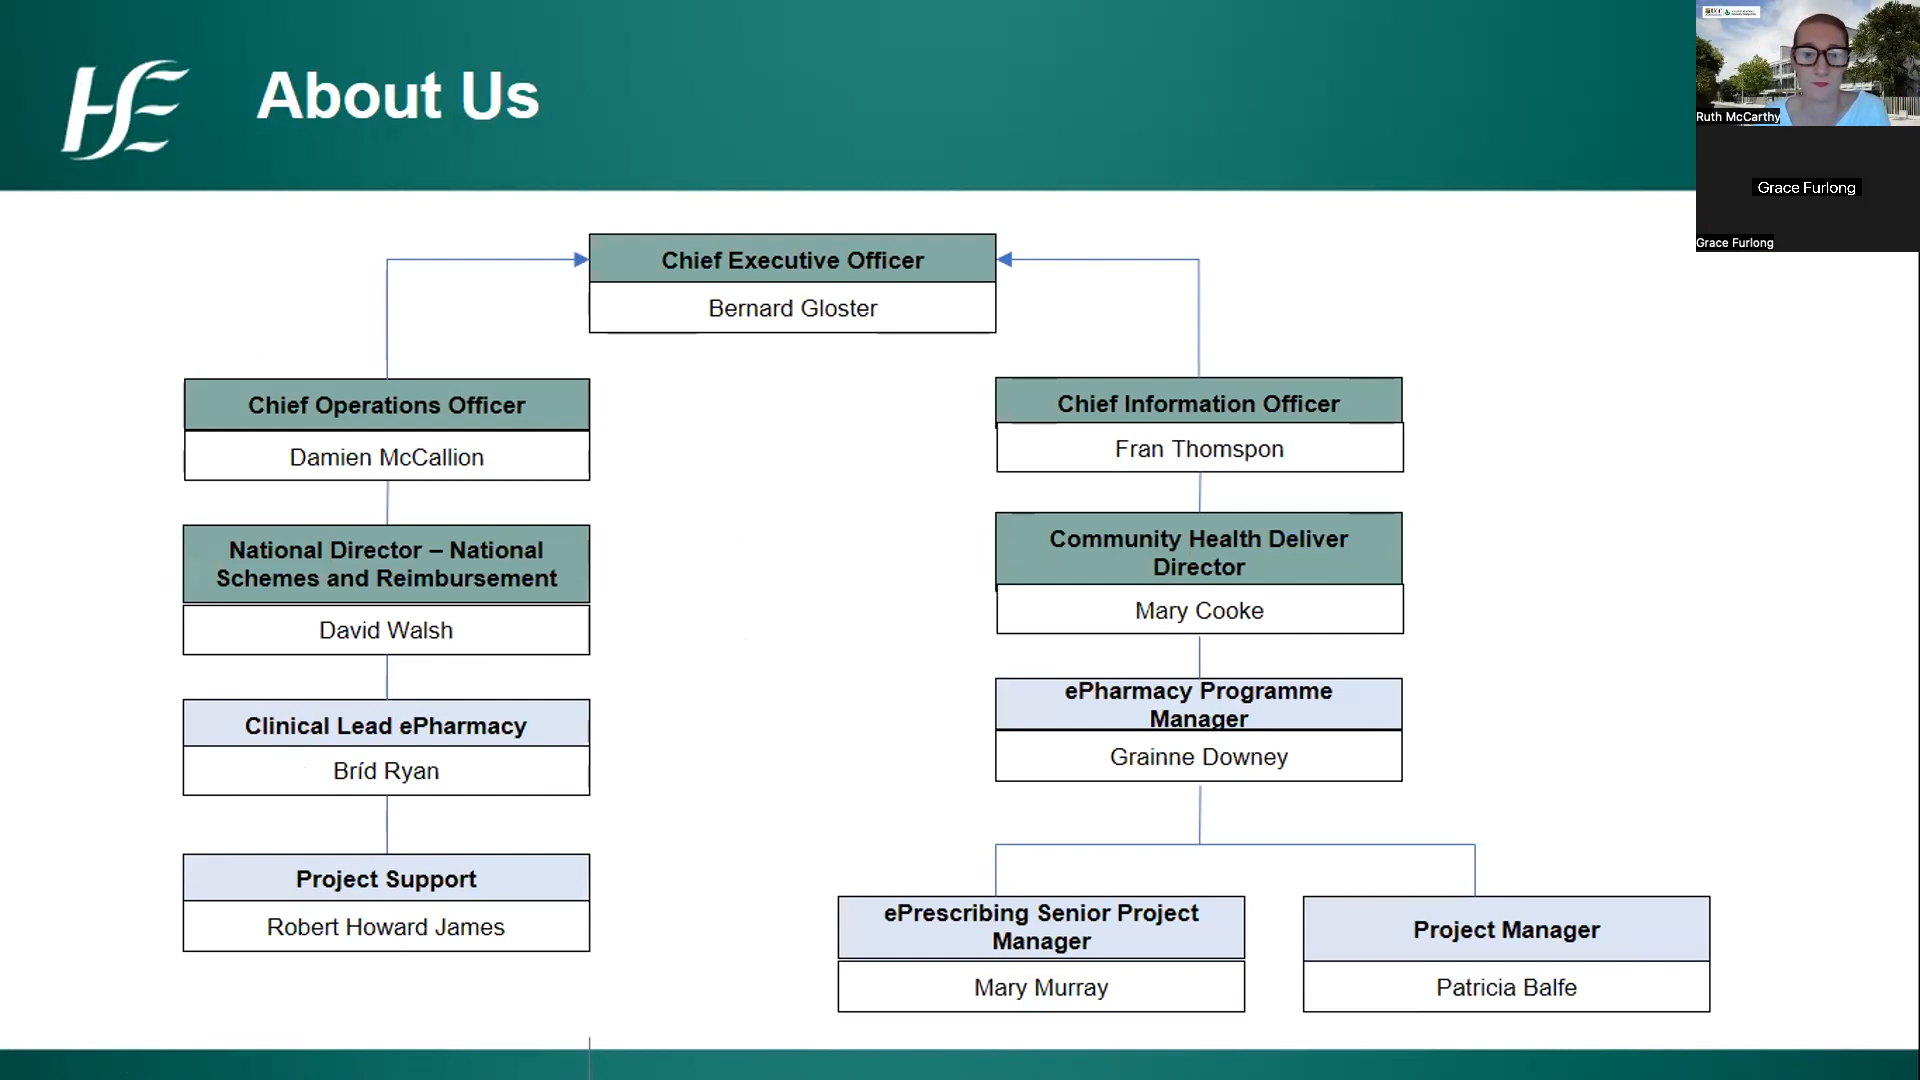 HSE
About Us
Chief Executive Officer
Bernard Gloster
Chief Operations Officer
Damien McCallion
National Director – National
Schemes and Reimbursement
David Walsh
Clinical Lead ePharmacy
Bríd Ryan
Project Support
Robert Howard James
Chief Information Officer
Fran Thomspon
Community Health Deliver
Director
Mary Cooke
ePharmacy Programme
Manager
Grainne Downey
ePrescribing Senior Project
Manager
Mary Murray
Project Manager
Patricia Balfe
UCC
Ruth McCarthy
Grace Furlong
Grace Furlong